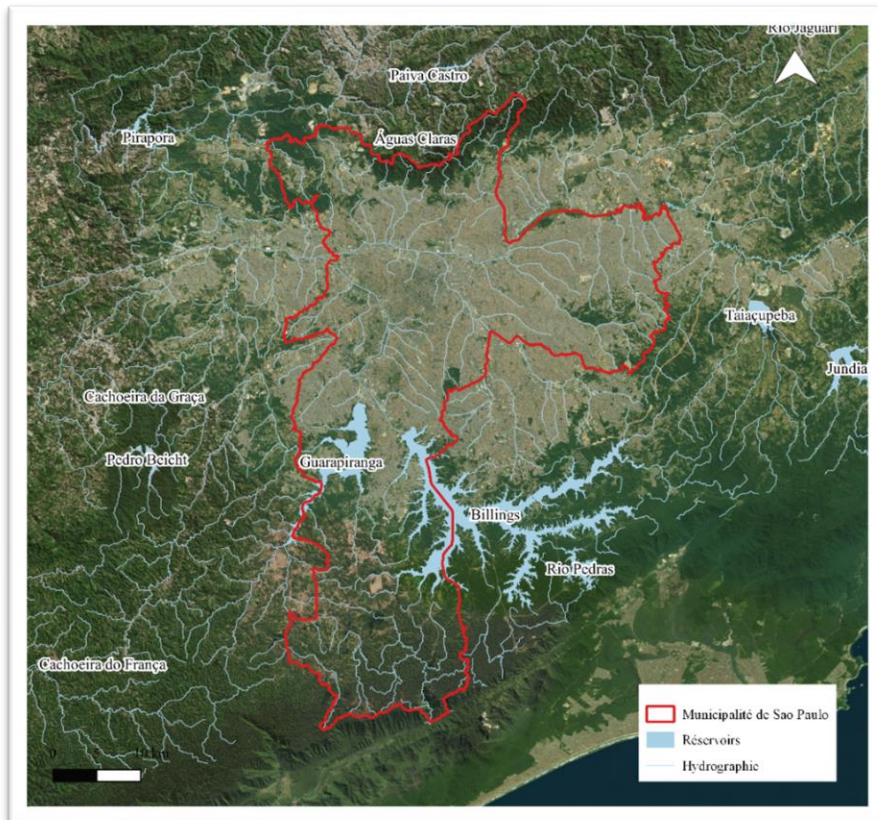 Rio Jaguari
Paiva Castro
Pirapora
Águas Claras
Taiaçupeba
Jundia
Cachoeira da Graça
Pedro Beicht
Guarapiranga
Billings
Rio Pedras
Cachoeira do França
Municipalité de Sao Paulo
Réservoirs
Hydrographie
0